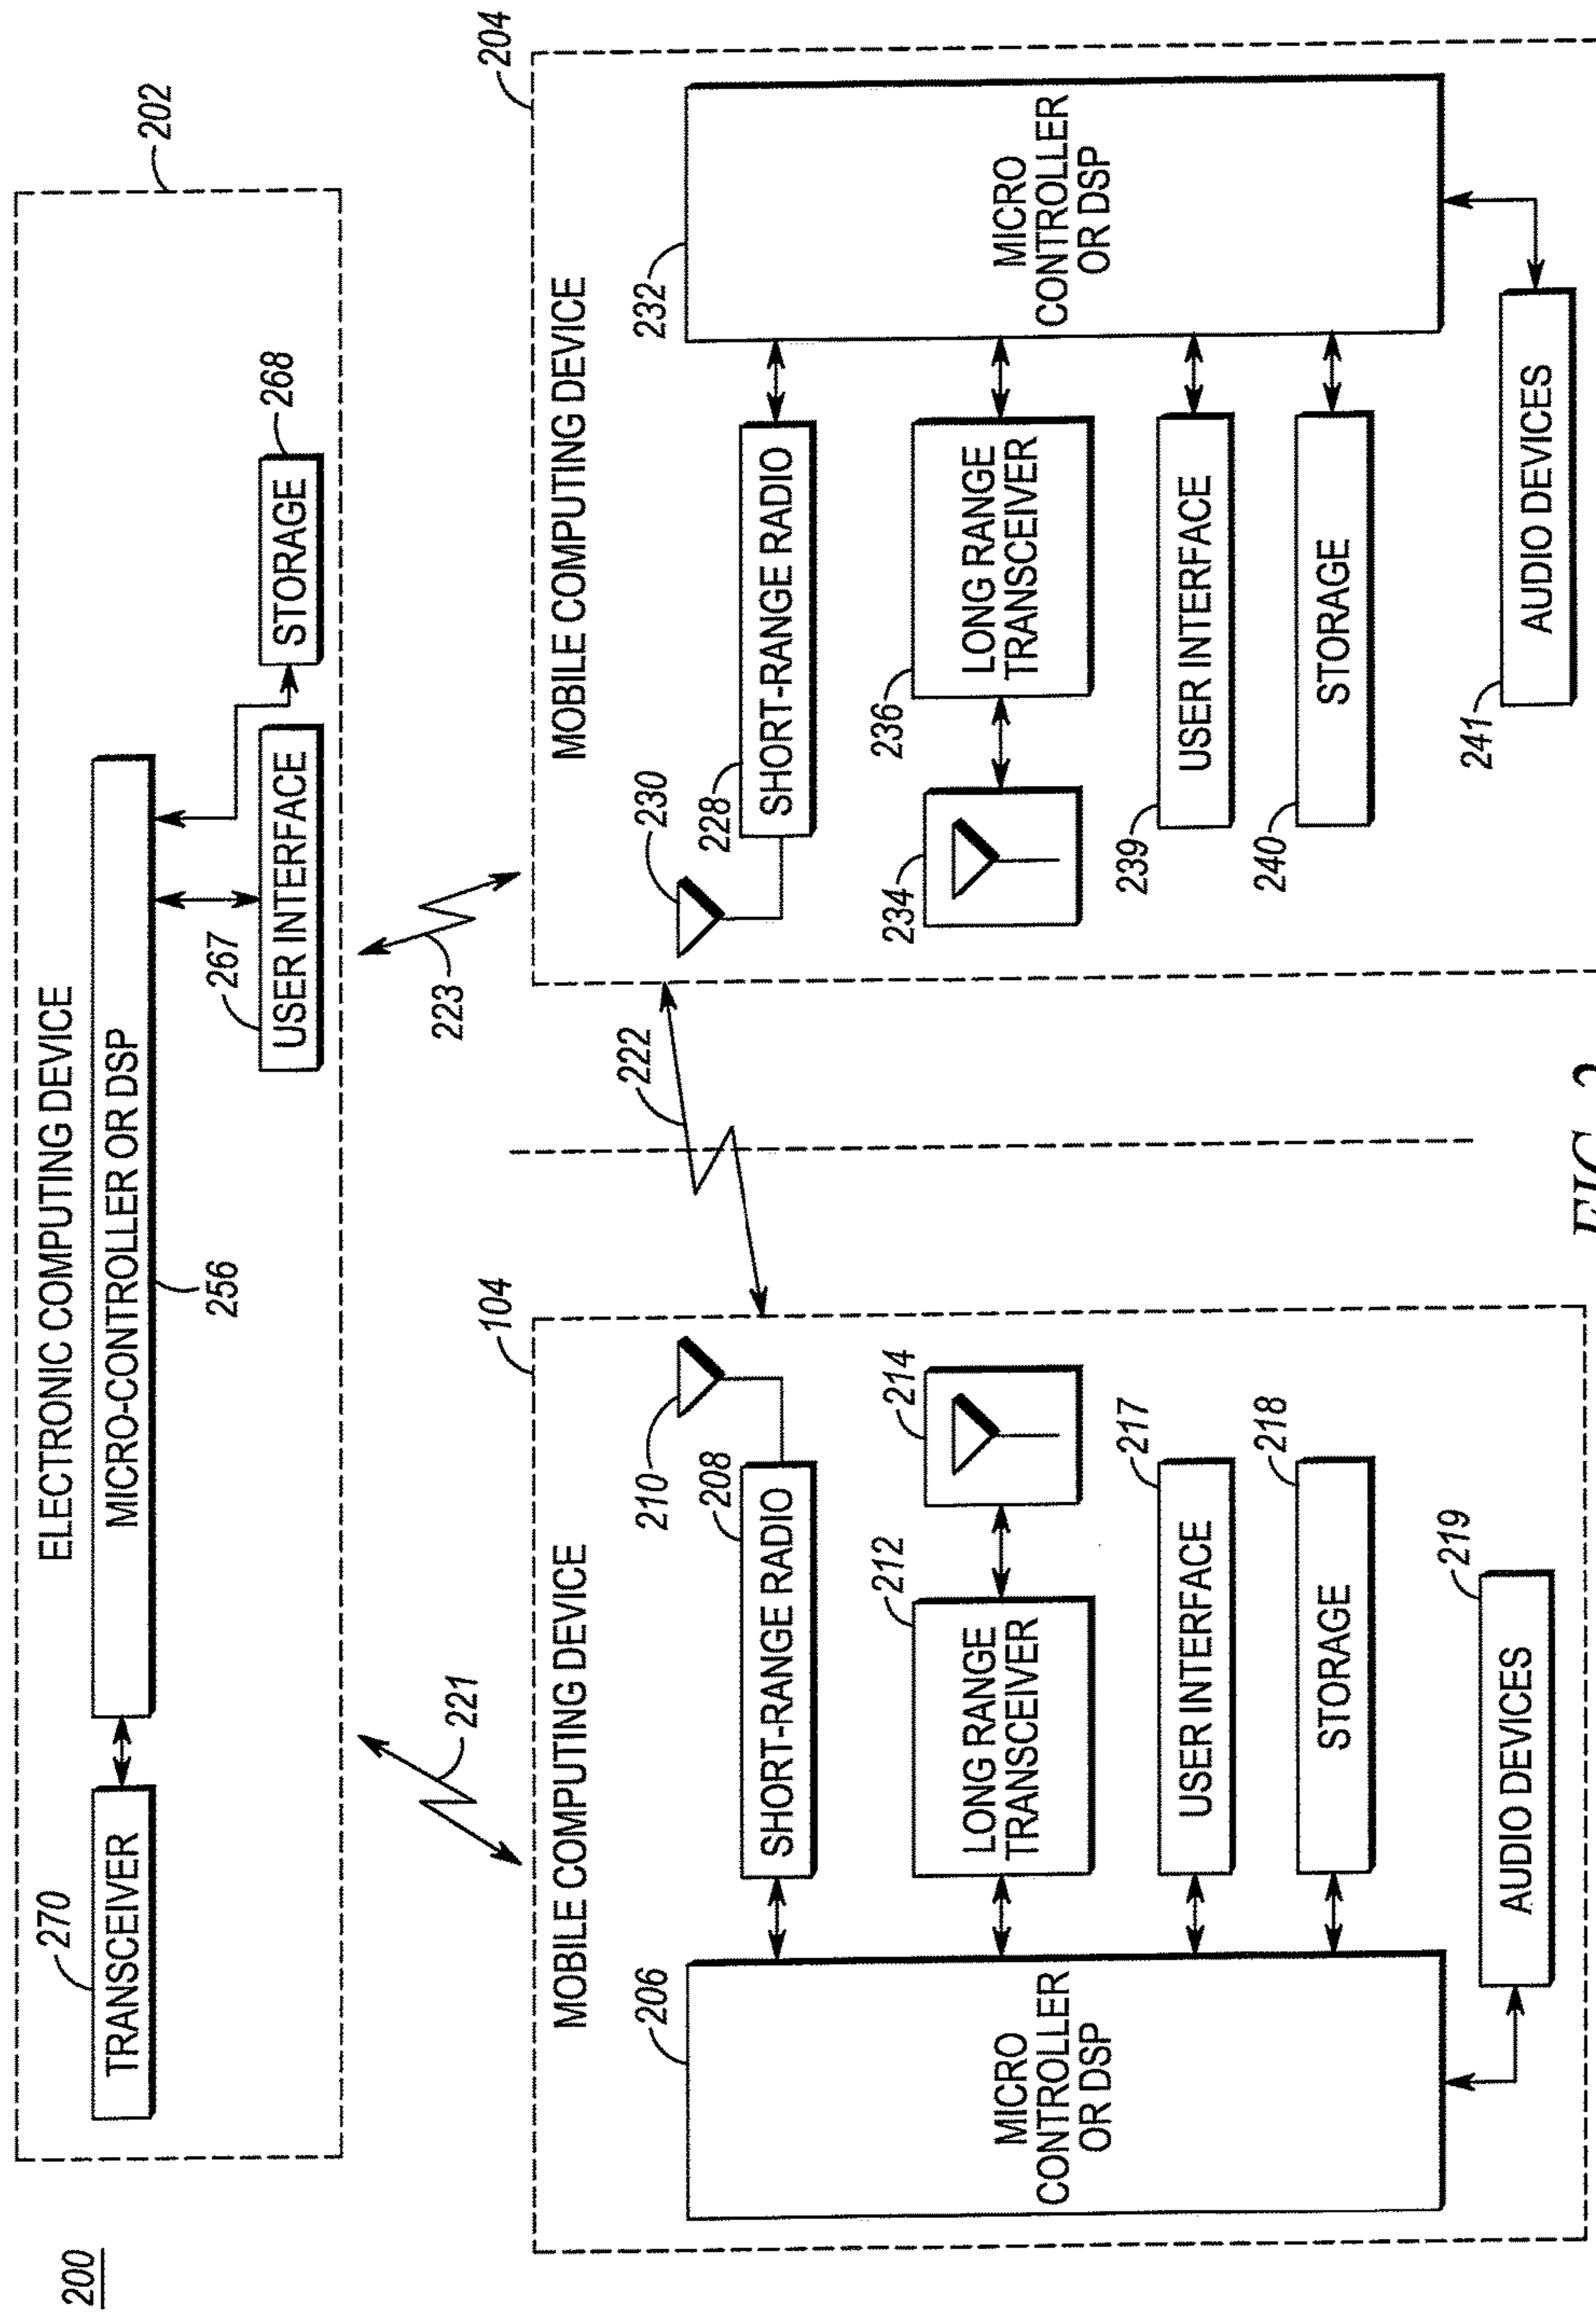 200
ELECTRONIC COMPUTING DEVICE
202
270
TRANSCEIVER
MICRO-CONTROLLER OR DSP
256
267
USER INTERFACE
STORAGE
268
221
223
MOBILE COMPUTING DEVICE
104
206
MICRO
CONTROLLER
OR DSP
210
SHORT-RANGE RADIO
208
LONG RANGE
TRANSCEIVER
212
214
USER INTERFACE
217
STORAGE
218
AUDIO DEVICES
219
222
MOBILE COMPUTING DEVICE
204
230
228
SHORT-RANGE RADIO
232
MICRO
CONTROLLER
OR DSP
234
236
LONG RANGE
TRANSCEIVER
239
USER INTERFACE
240
STORAGE
241
AUDIO DEVICES
FIG. 2